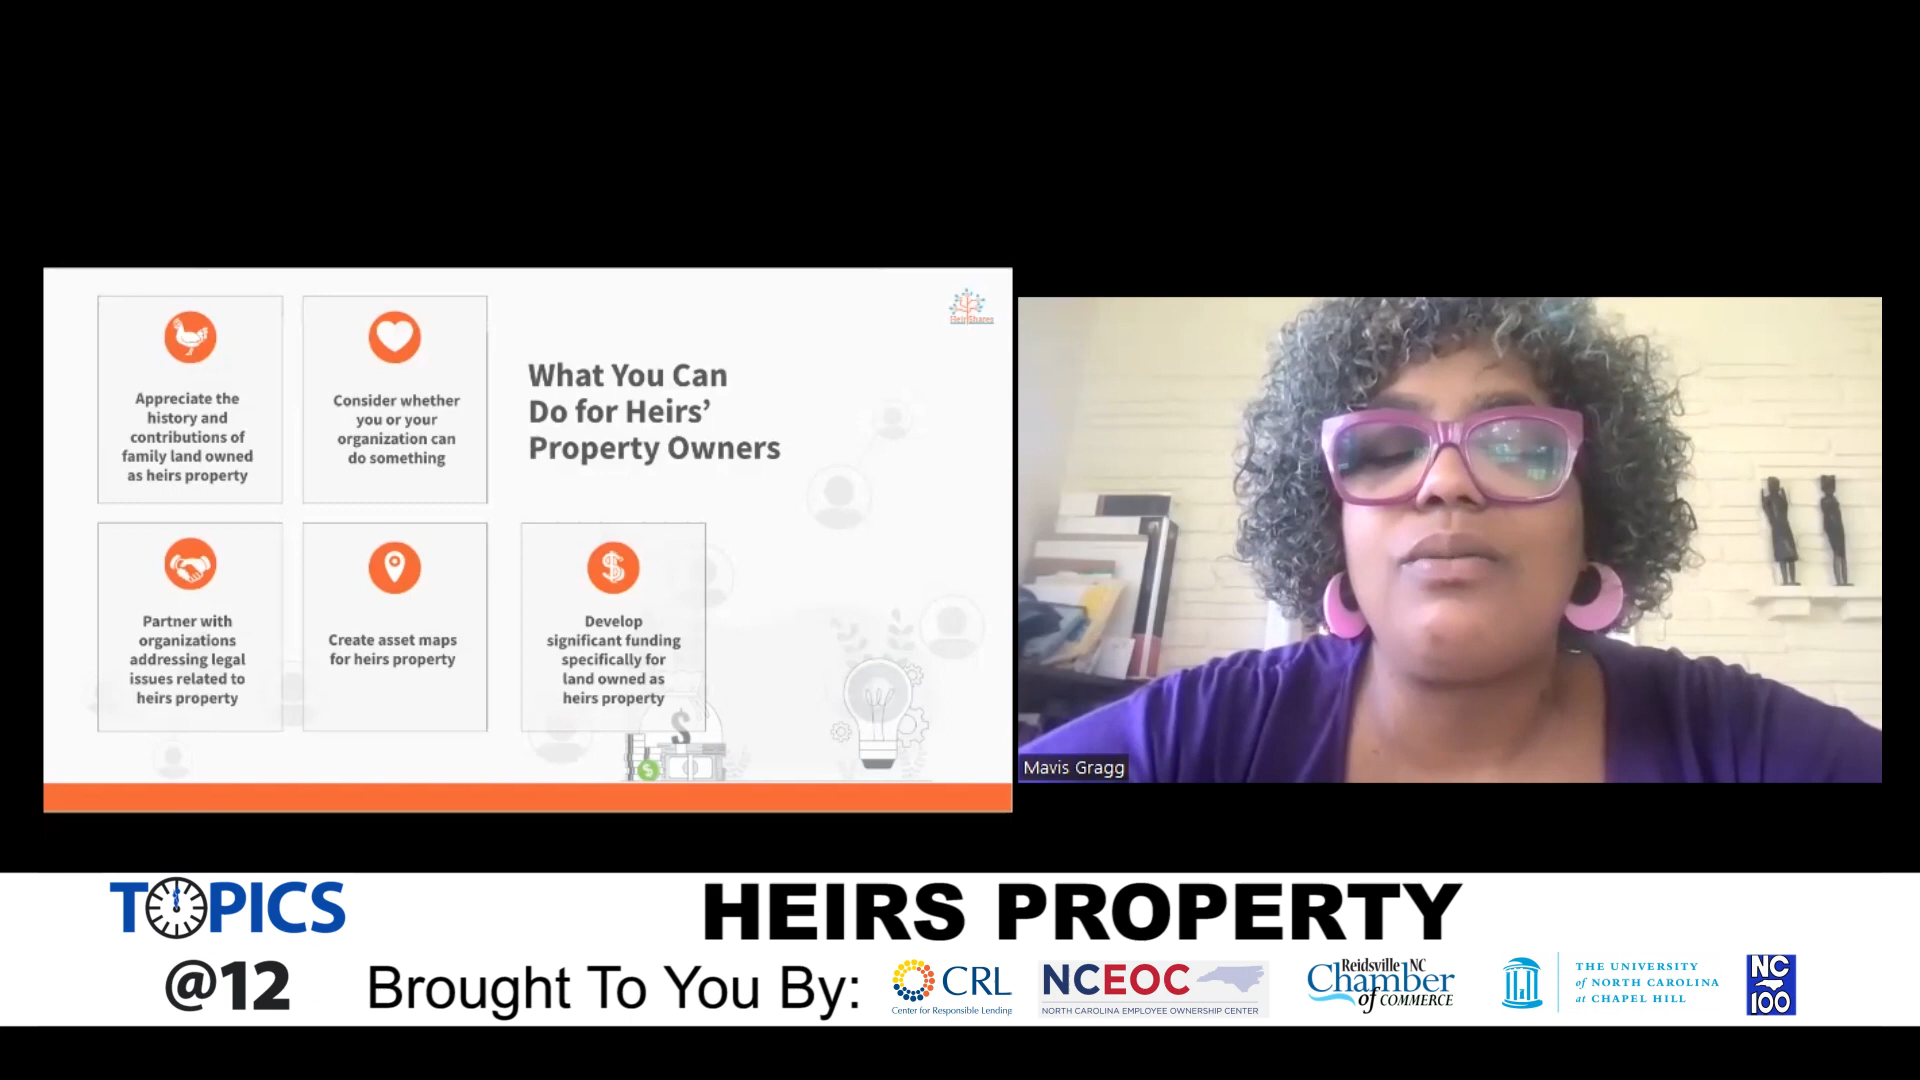 HeirShares
What You Can
Do for Heirs’
Property Owners
Appreciate the
history and
contributions of
family land owned
as heirs property
Consider whether
you or your
organization can
do something
Partner with
organizations
addressing legal
issues related to
heirs property
Create asset maps
for heirs property
Develop
significant funding
specifically for
land owned as
heirs property
Mavis Gragg
TOPICS
@12
HEIRS PROPERTY
Brought To You By:
CRL
Center for Responsible Lending
NCEOC
NORTH CAROLINA EMPLOYEE OWNERSHIP CENTER
Reidsville NC
Chamber
of COMMERCE
THE UNIVERSITY
of NORTH CAROLINA
at CHAPEL HILL
NC
100